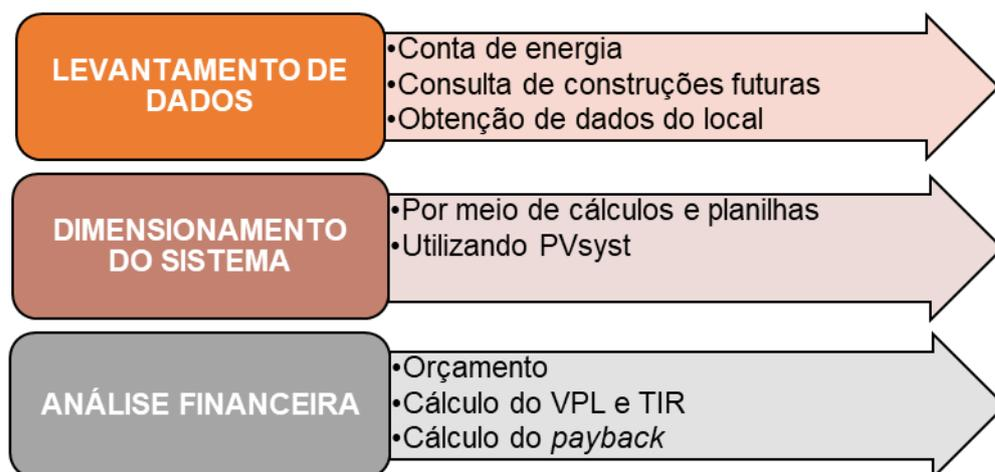 LEVANTAMENTO DE
DADOS
•Conta de energia
•Consulta de construções futuras
•Obtenção de dados do local
DIMENSIONAMENTO
DO SISTEMA
•Por meio de cálculos e planilhas
•Utilizando PVsyst
ANÁLISE FINANCEIRA
•Orçamento
•Cálculo do VPL e TIR
•Cálculo do payback